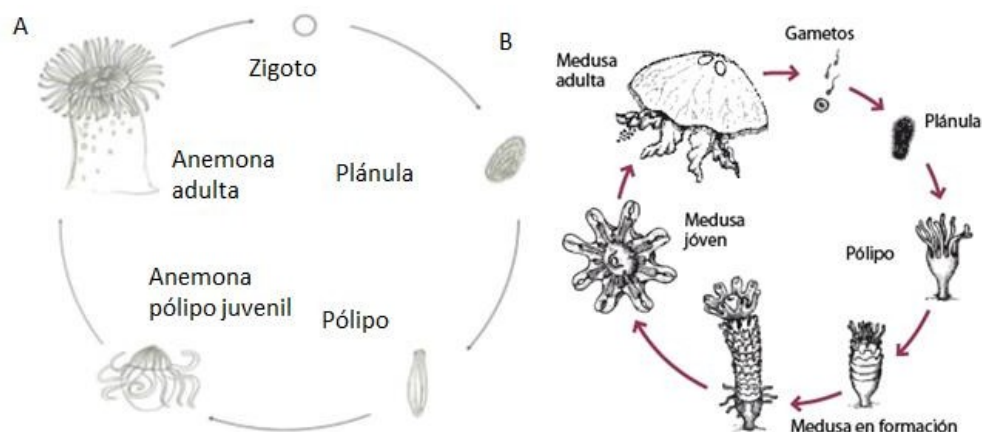 A
Zigoto
Plánula
Pólipo
Anemona
pólipo juvenil
Anemona
adulta
B
Gametos
Plánula
Pólipo
Medusa en formación
Medusa
jóven
Medusa
adulta